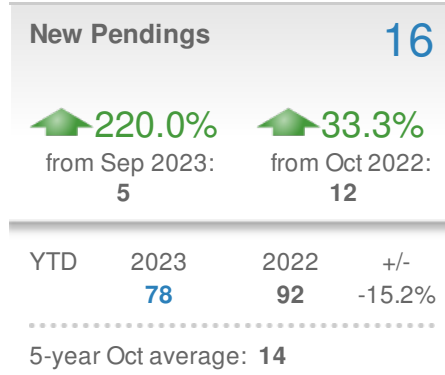 New Pendings 16
220.0% 33.3%
from Sep 2023: from Oct 2022:
5 12
YTD 2023 2022 +/-
78 92 -15.2%
5-year Oct average: 14